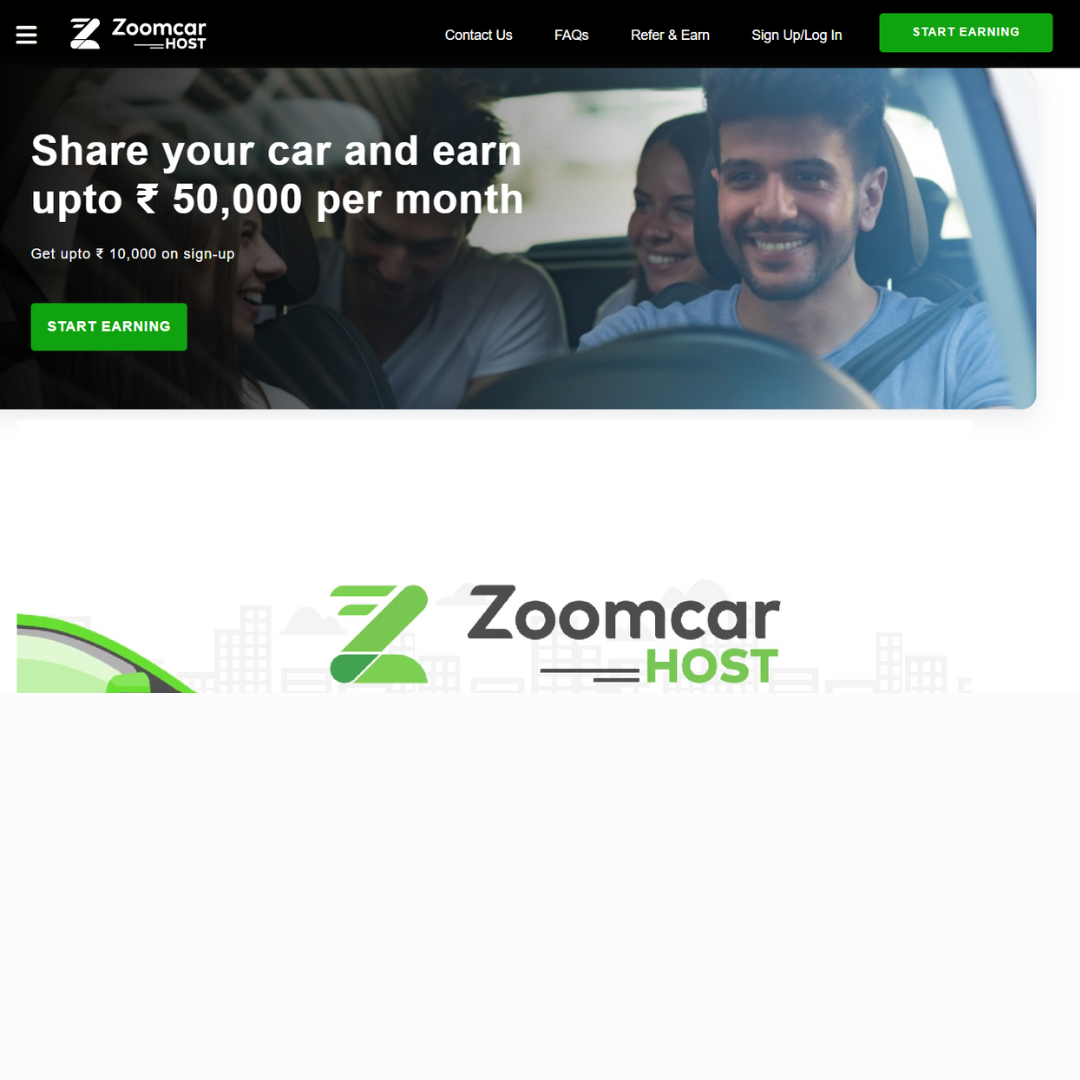 Zoomcar
HOST
Contact Us
FAQs
Refer & Earn
Sign Up/Log In
START EARNING
Share your car and earn
upto ₹ 50,000 per month
Get upto ₹ 10,000 on sign-up
START EARNING
Zoomcar
HOST